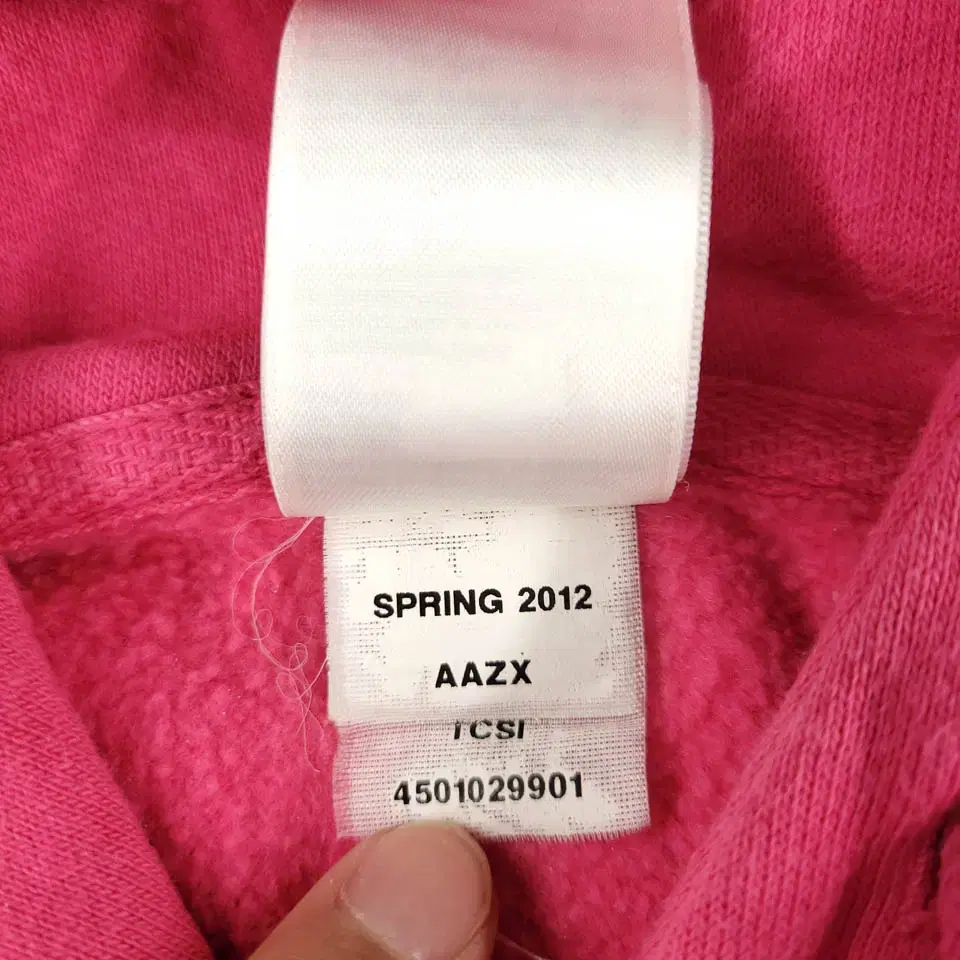 SPRING 2012
AAZX
TCSI
4501029901